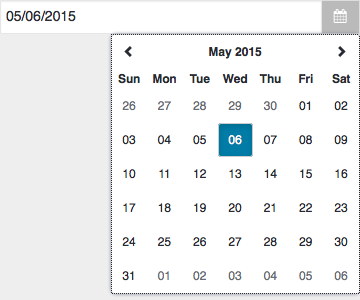 05/06/2015
May 2015
Sun Mon Tue Wed Thu Fri Sat
26 27 28 29 30 01 02
03 04 05 06 07 08 09
10 11 12 13 14 15 16
17 18 19 20 21 22 23
24 25 26 27 28 29 30
31 01 02 03 04 05 06